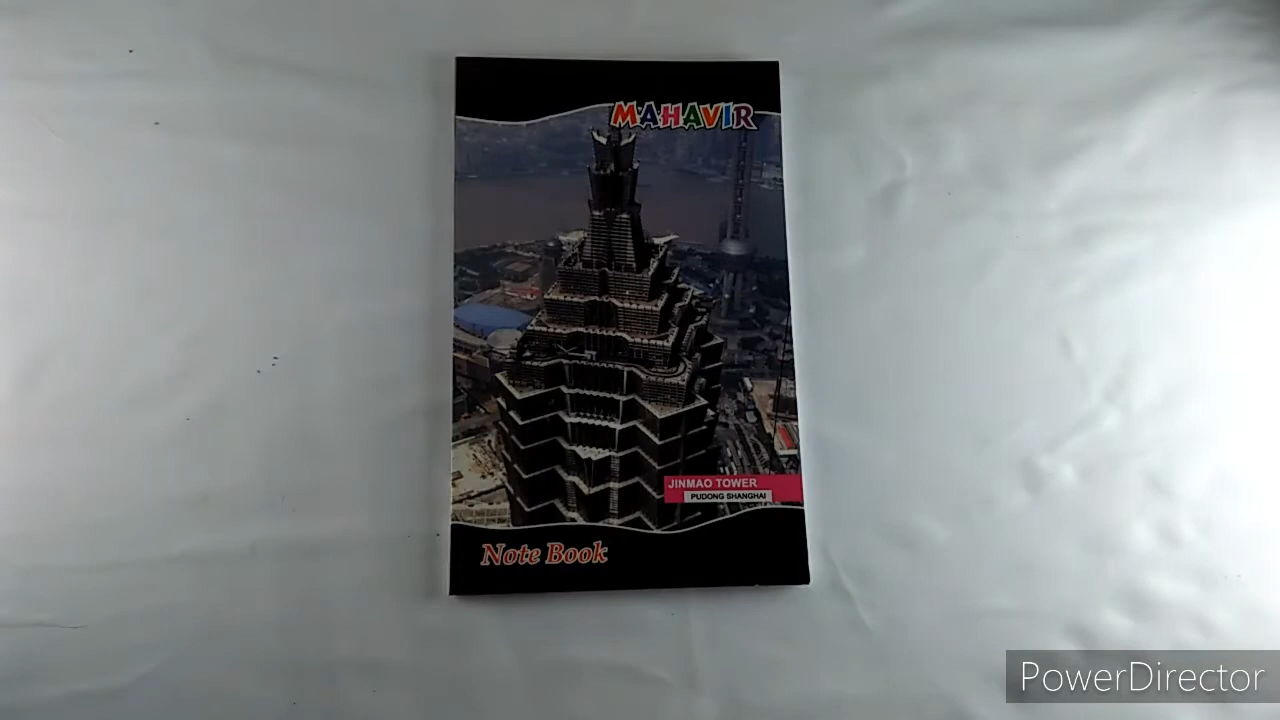 MAHAVIR
JINMAO TOWER
PUDONG SHANGHAI
Note Book
PowerDirector